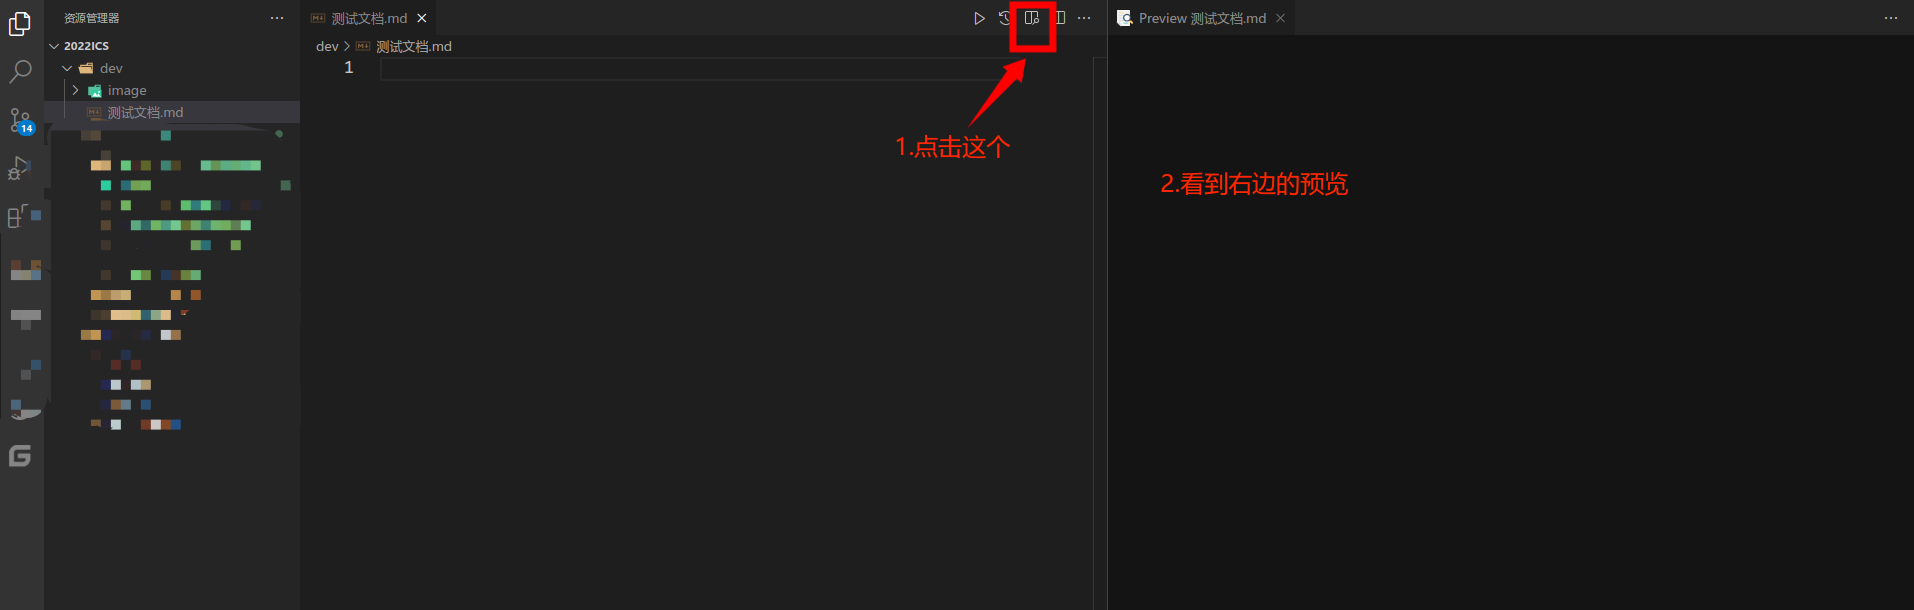 资源管理器
2022ICS
dev
image
测试文档.md
14
测试文档.md
dev > 测试文档.md
1
1.点击这个
Preview 测试文档.md
2.看到右边的预览